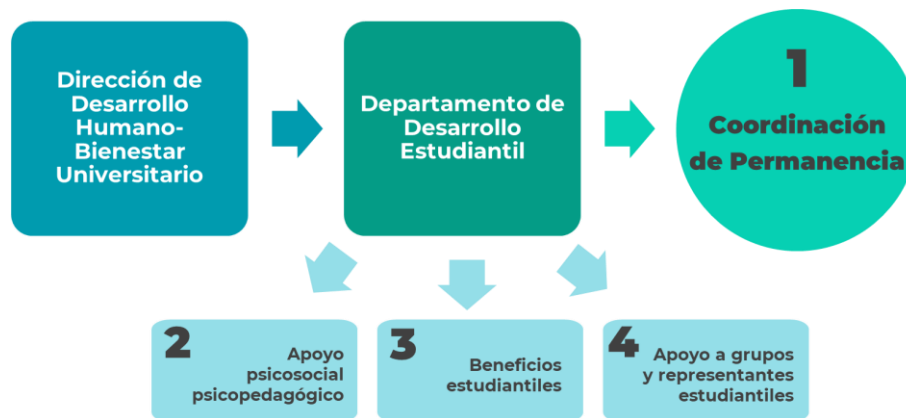 Dirección de
Desarrollo
Humano-
Bienestar
Universitario
Departamento de
Desarrollo
Estudiantil
1
Coordinación
de Permanencia
2
Apoyo
psicosocial
psicopedagógico
3
Beneficios
estudiantiles
4
Apoyo a grupos
y representantes
estudiantiles